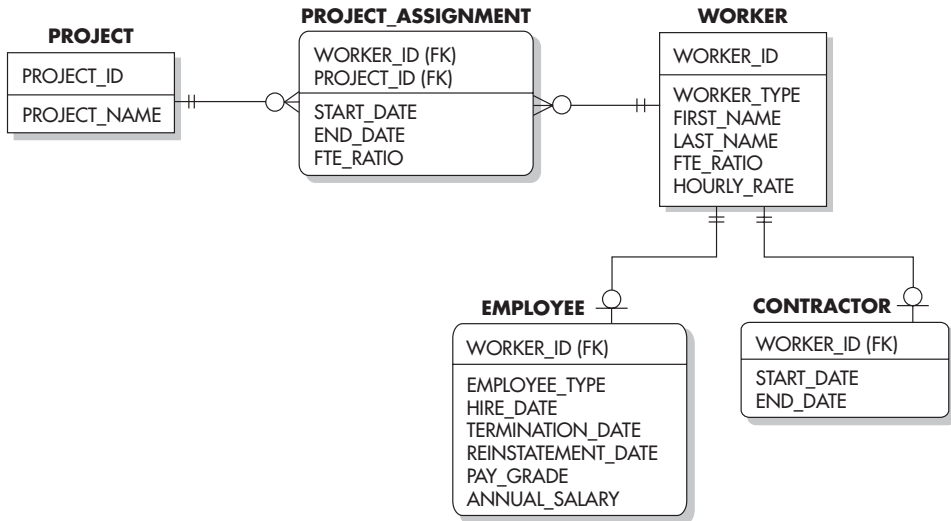 PROJECT
PROJECT_ID
PROJECT_NAME
PROJECT_ASSIGNMENT
WORKER_ID (FK)
PROJECT_ID (FK)
START_DATE
END_DATE
FTE_RATIO
WORKER
WORKER_ID
WORKER_TYPE
FIRST_NAME
LAST_NAME
FTE_RATIO
HOURLY_RATE
EMPLOYEE
WORKER_ID (FK)
EMPLOYEE_TYPE
HIRE_DATE
TERMINATION_DATE
REINSTATEMENT_DATE
PAY_GRADE
ANNUAL_SALARY
CONTRACTOR
WORKER_ID (FK)
START_DATE
END_DATE